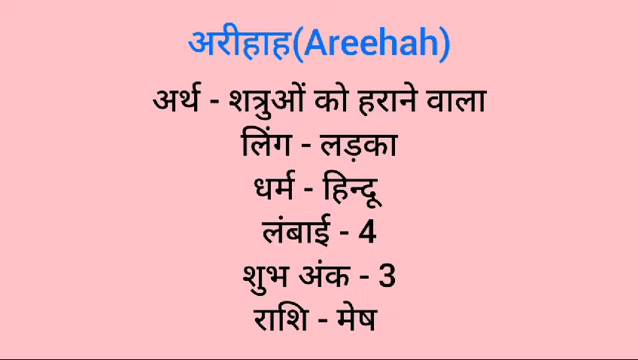 अरीहाह(Areehah)
अर्थ - शत्रुओं को हराने वाला
लिंग - लड़का
धर्म - हिन्दू
लंबाई - 4
शुभ अंक - 3
राशि - मेष